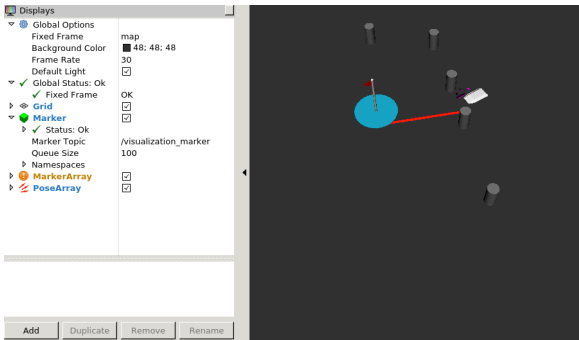 Displays
Global Options
Fixed Frame map
Background Color 48; 48; 48
Frame Rate 30
Default Light
Global Status: Ok
Fixed Frame OK
Grid
Marker
Status: Ok
Marker Topic /visualization_marker
Queue Size 100
Namespaces
MarkerArray
PoseArray
Add Duplicate Remove Rename